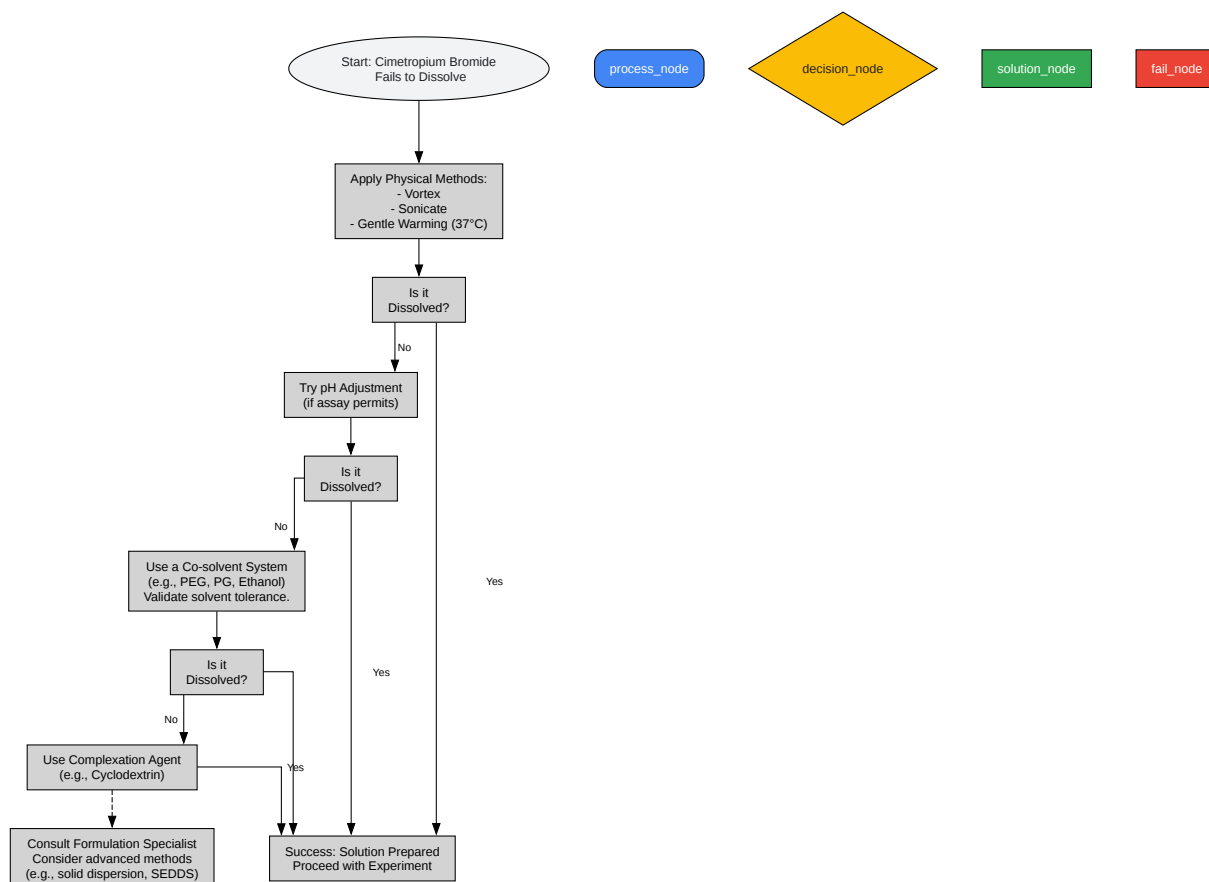 Start: Cimetropium Bromide
Fails to Dissolve
process_node
decision_node
solution_node
fail_node
Apply Physical Methods:
- Vortex
- Sonicate
- Gentle Warming (37°C)
Is it
Dissolved?
No
Try pH Adjustment
(if assay permits)
Is it
Dissolved?
No
Use a Co-solvent System
(e.g., PEG, PG, Ethanol)
Validate solvent tolerance.
Yes
Is it
Dissolved?
Yes
No
Use Complexation Agent
(e.g., Cyclodextrin)
Yes
Consult Formulation Specialist
Consider advanced methods
(e.g., solid dispersion, SEDDS)
Success: Solution Prepared
Proceed with Experiment